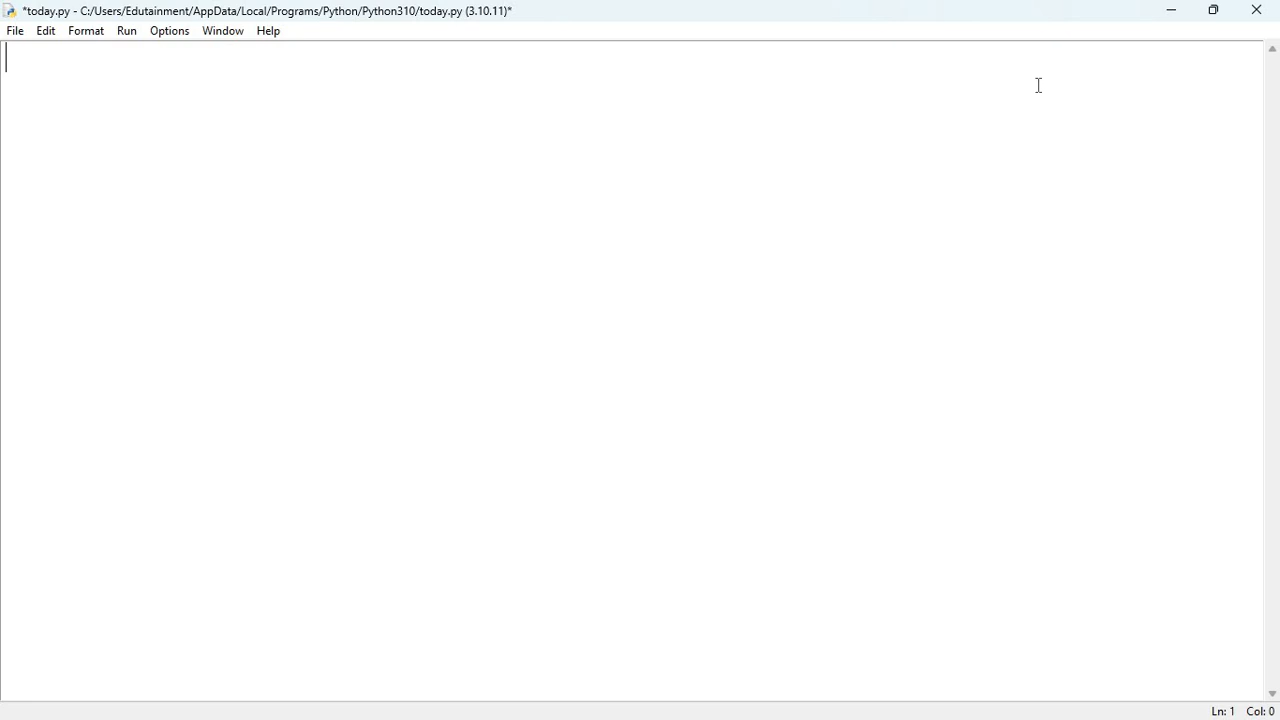 *today.py - C:/Users/Edutainment/AppData/Local/Programs/Python/Python310/today.py (3.10.11)*
File Edit Format Run Options Window Help
Ln: 1 Col: 0